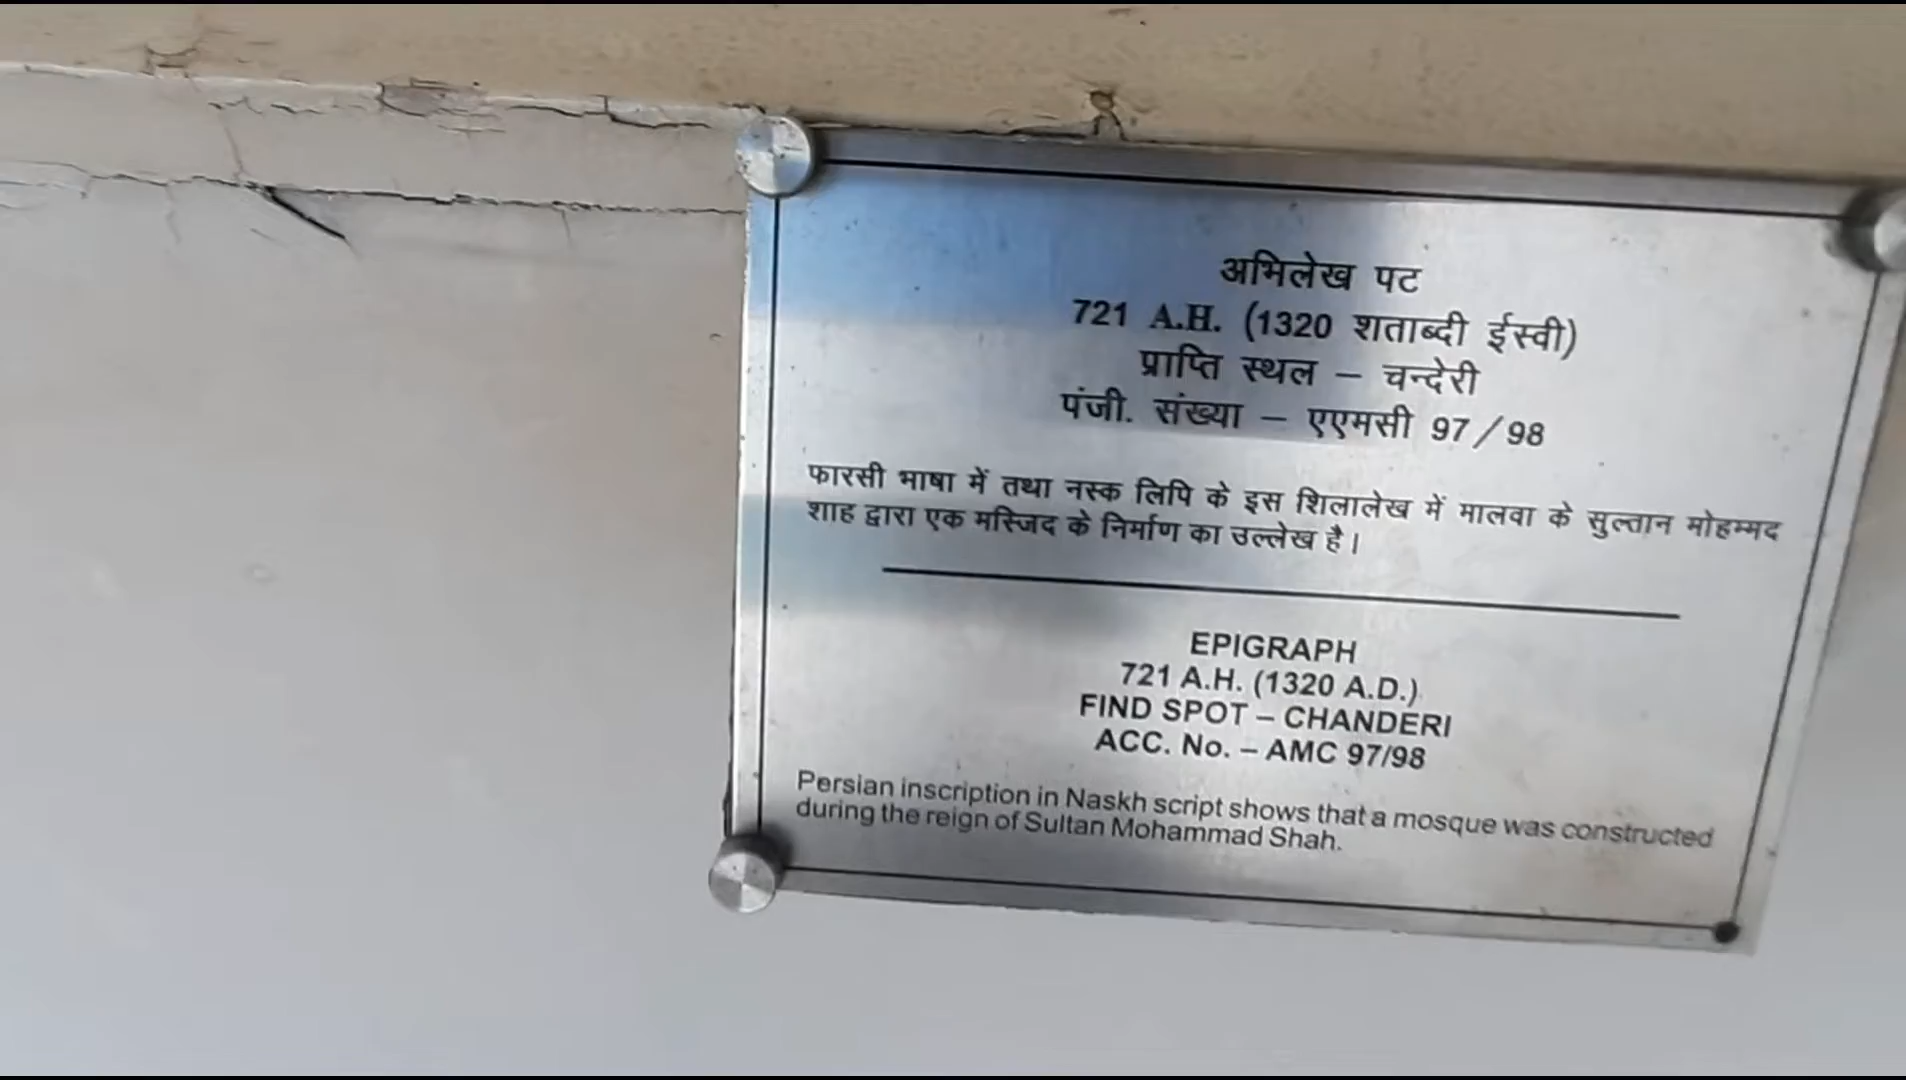 अभिलेख पट
721 A.H. (1320 शताब्दी ईस्वी)
प्राप्ति स्थल – चन्देरी
पंजी. संख्या – एएमसी 97/98
फारसी भाषा में तथा नस्क लिपि के इस शिलालेख में मालवा के सुल्तान मोहम्मद
शाह द्वारा एक मस्जिद के निर्माण का उल्लेख है।
EPIGRAPH
721 A.H. (1320 A.D.)
FIND SPOT – CHANDERI
ACC. No. – AMC 97/98
Persian inscription in Naskh script shows that a mosque was constructed
during the reign of Sultan Mohammad Shah.